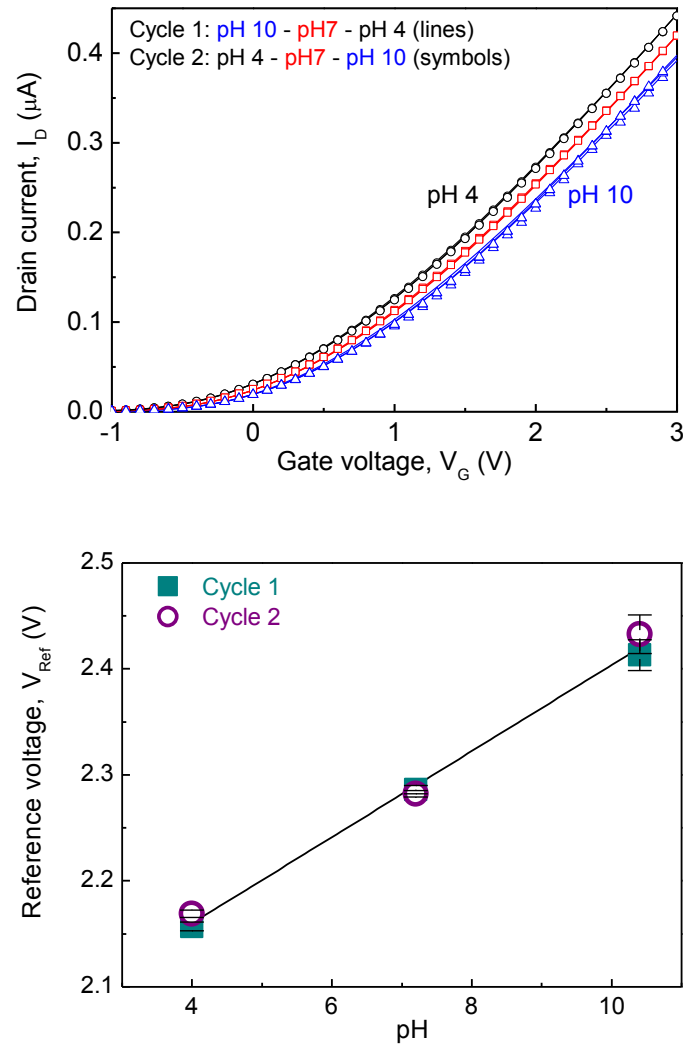 Cycle 1: pH 10 - pH7 - pH 4 (lines)
Cycle 2: pH 4 - pH7 - pH 10 (symbols)
pH 4
pH 10
Drain current, I_D (μA)
0.4
0.3
0.2
0.1
0.0
-1 0 1 2 3
Gate voltage, V_G (V)
Cycle 1
Cycle 2
Reference voltage, V_Ref (V)
2.5
2.4
2.3
2.2
2.1
4 6 8 10
pH